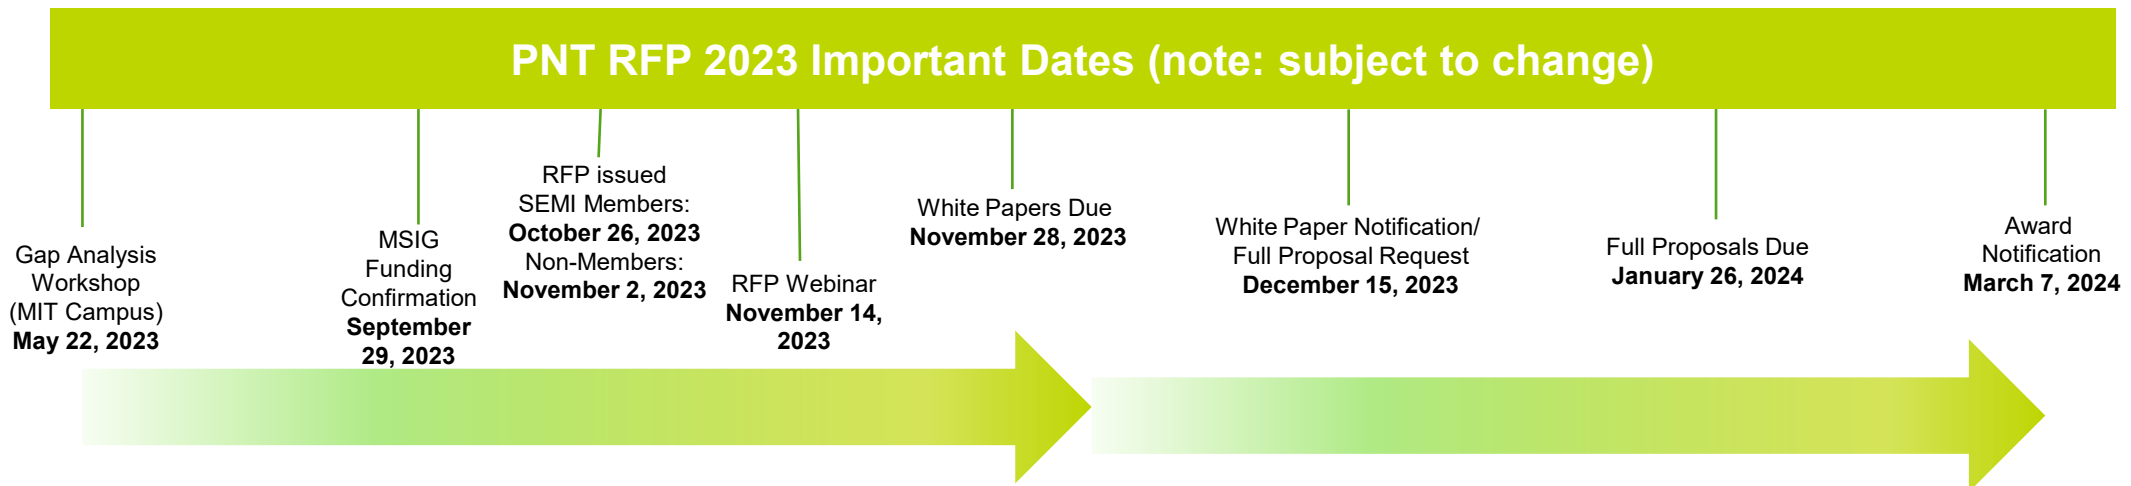 PNT RFP 2023 Important Dates (note: subject to change)
Gap Analysis
Workshop
(MIT Campus)
May 22, 2023
MSIG
Funding
Confirmation
September
29, 2023
RFP issued
SEMI Members:
October 26, 2023
Non-Members:
November 2, 2023
RFP Webinar
November 14,
2023
White Papers Due
November 28, 2023
White Paper Notification/
Full Proposal Request
December 15, 2023
Full Proposals Due
January 26, 2024
Award
Notification
March 7, 2024